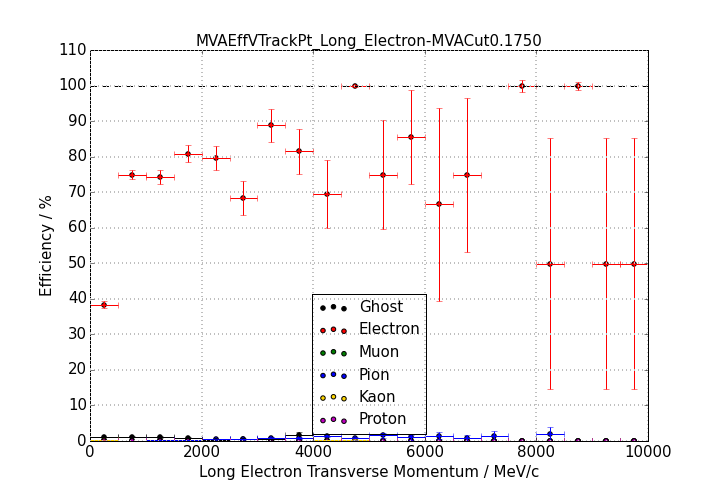 MVAEffVTrackPt_Long_Electron-MVACut0.1750
110
100
90
80
70
60
50
40
30
20
10
0
Efficiency / %
Ghost
Electron
Muon
Pion
Kaon
Proton
0 2000 4000 6000 8000 10000
Long Electron Transverse Momentum / MeV/c